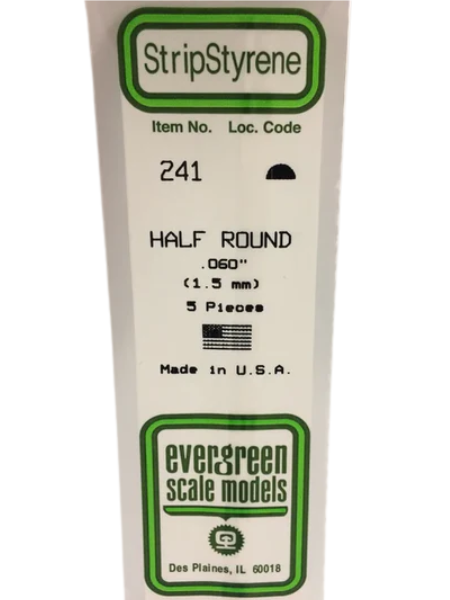 StripStyrene
Item No. Loc. Code
241
HALF ROUND
.060"
(1.5 mm)
5 Pieces
Made in U.S.A.
evergreen
scale models
Des Plaines, IL 60018